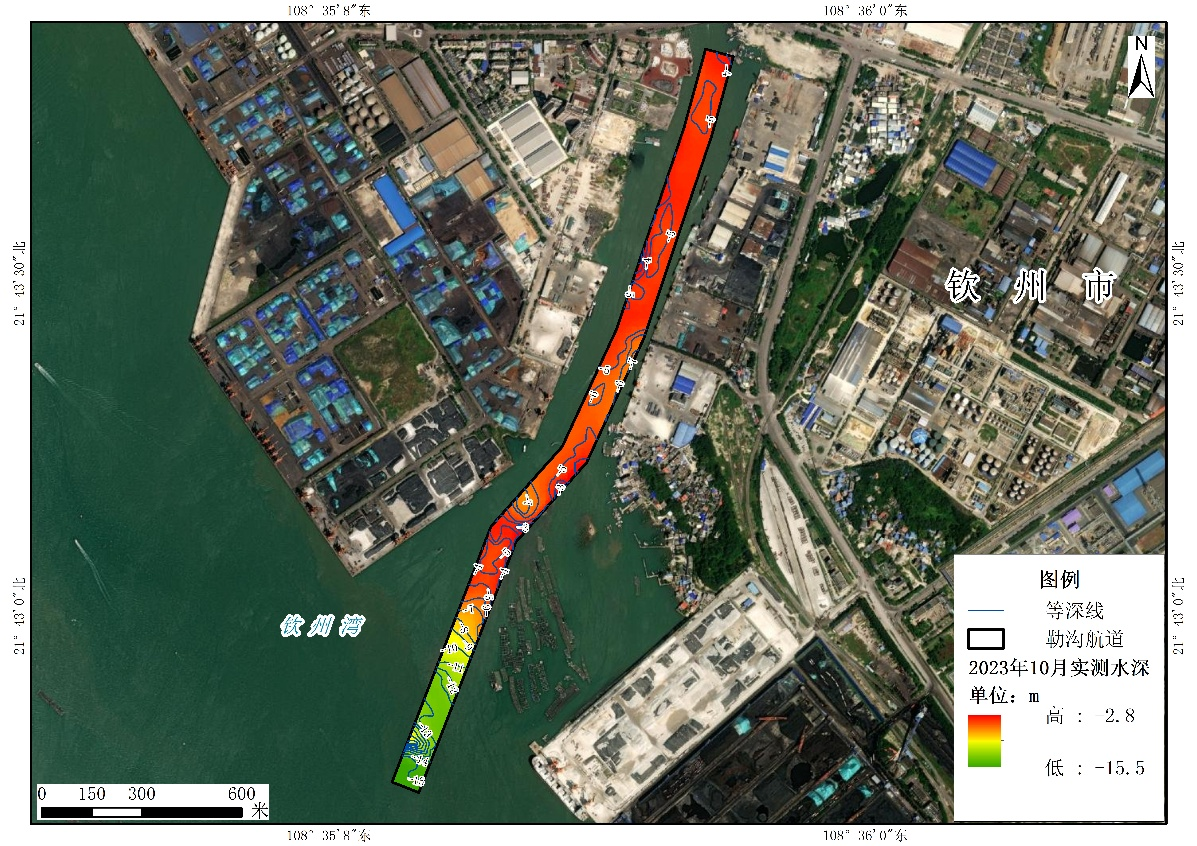 108° 35'8"东
108° 36'0"东
N
21° 43'30"北
21° 43'30"北
钦州市
钦州湾
21° 43'0"北
21° 43'0"北
图例
等深线
勒沟航道
2023年10月实测水深
单位：m
高 : -2.8
低 : -15.5
0 150 300 600
米
108° 35'8"东
108° 36'0"东